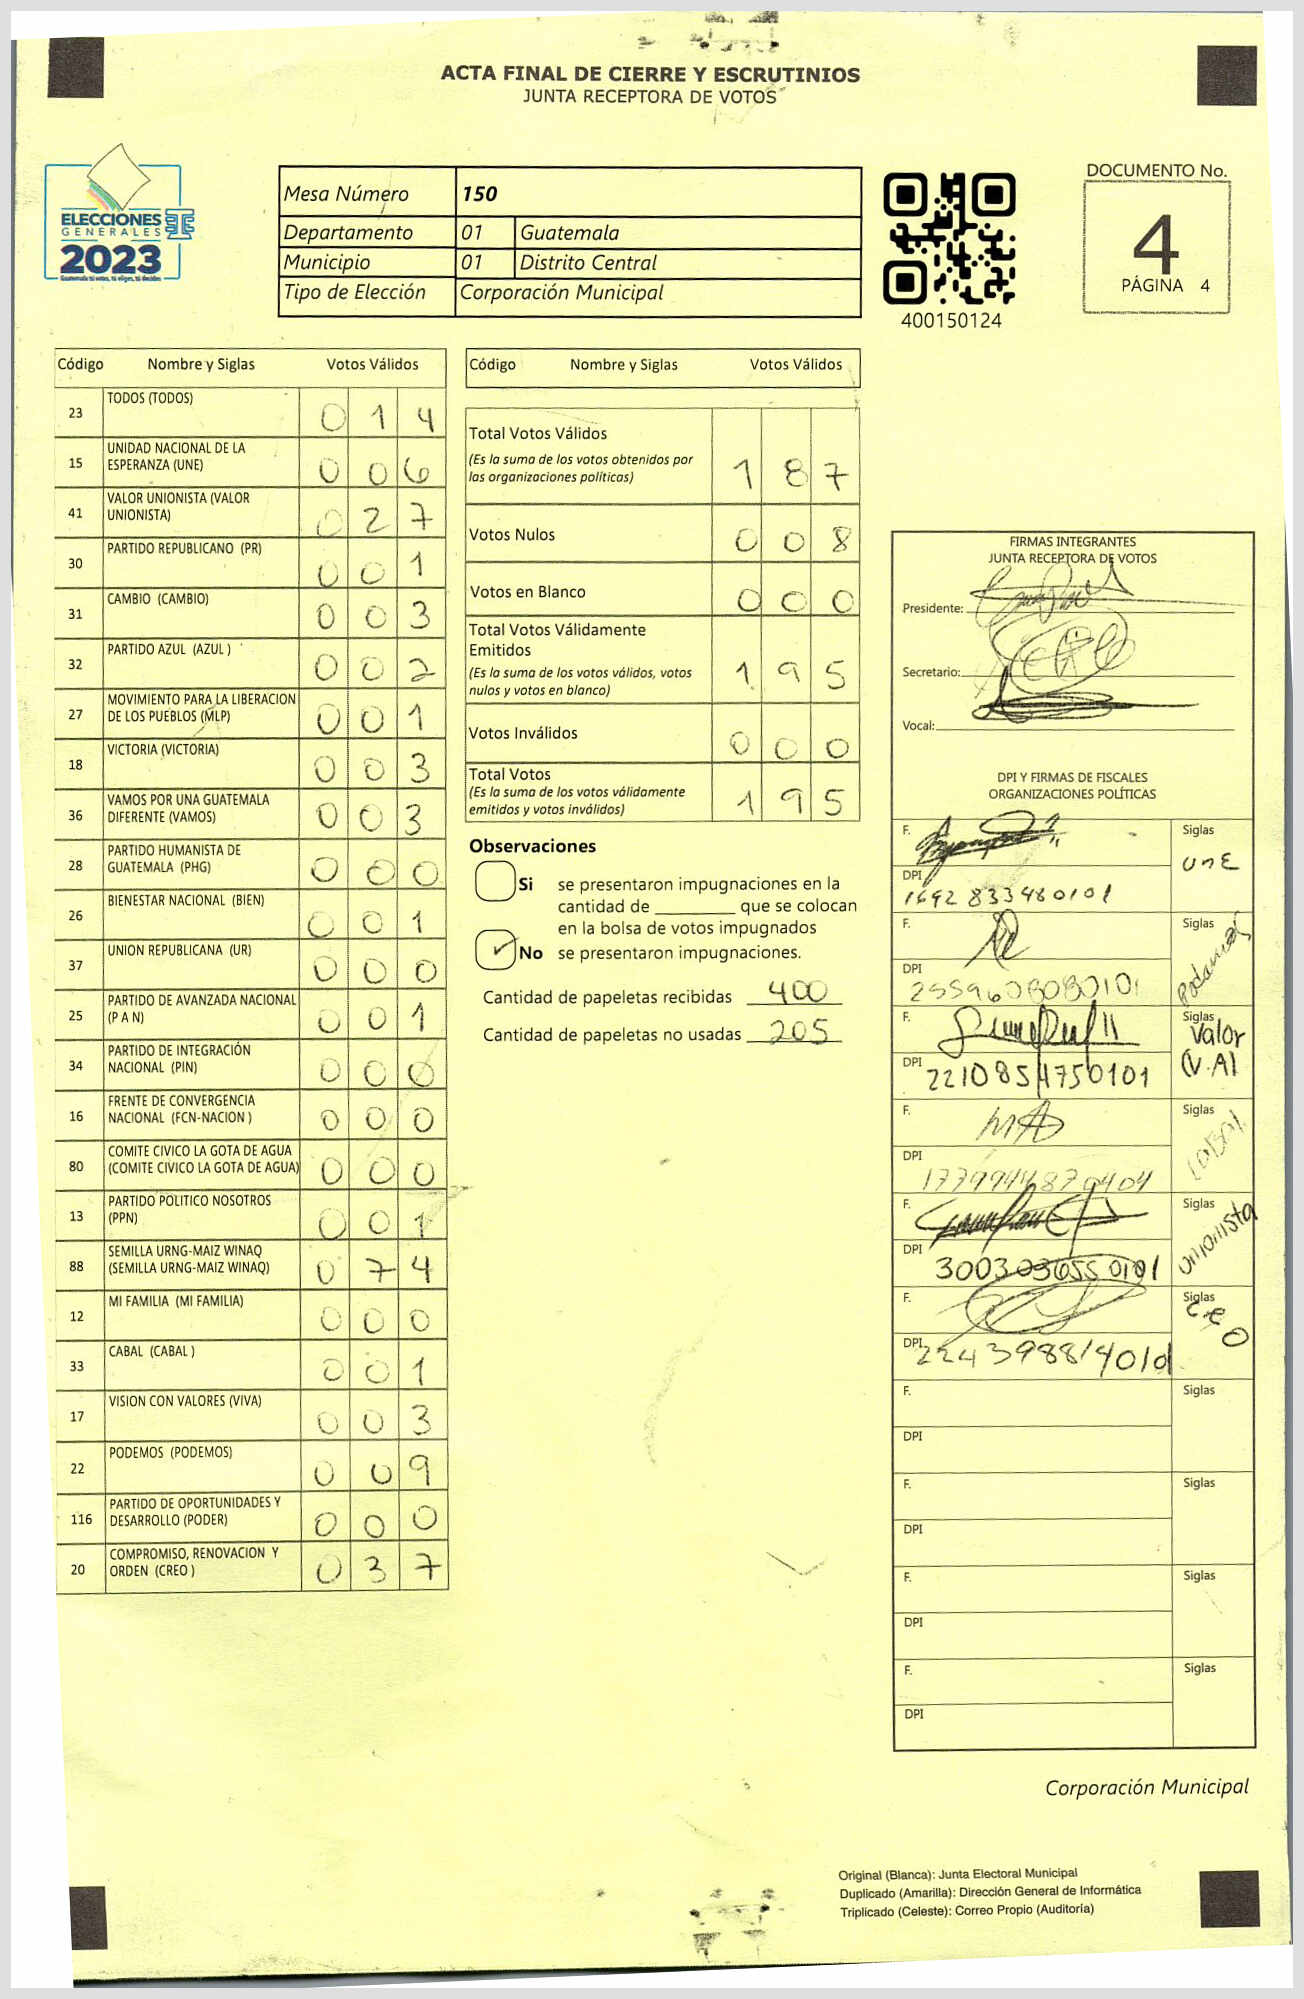 ACTA FINAL DE CIERRE Y ESCRUTINIOS
JUNTA RECEPTORA DE VOTOS
ELECCIONES
GENERALES
2023
Mesa Número 150
Departamento 01 Guatemala
Municipio 01 Distrito Central
Tipo de Elección Corporación Municipal
400150124
DOCUMENTO No.
4
PÁGINA 4
Código Nombre y Siglas Votos Válidos
23 TODOS (TODOS) 0 1 4
15 UNIDAD NACIONAL DE LA ESPERANZA (UNE) 0 0 6
41 VALOR UNIONISTA (VALOR UNIONISTA) 0 2 7
30 PARTIDO REPUBLICANO (PR) 0 0 1
31 CAMBIO (CAMBIO) 0 0 3
32 PARTIDO AZUL (AZUL ) 0 0 2
27 MOVIMIENTO PARA LA LIBERACION DE LOS PUEBLOS (MLP) 0 0 1
18 VICTORIA (VICTORIA) 0 0 3
36 VAMOS POR UNA GUATEMALA DIFERENTE (VAMOS) 0 0 3
28 PARTIDO HUMANISTA DE GUATEMALA (PHG) 0 0 0
26 BIENESTAR NACIONAL (BIEN) 0 0 1
37 UNION REPUBLICANA (UR) 0 0 0
25 PARTIDO DE AVANZADA NACIONAL (P A N) 0 0 1
34 PARTIDO DE INTEGRACIÓN NACIONAL (PIN) 0 0 0
16 FRENTE DE CONVERGENCIA NACIONAL (FCN-NACION ) 0 0 0
80 COMITE CIVICO LA GOTA DE AGUA (COMITE CIVICO LA GOTA DE AGUA) 0 0 0
13 PARTIDO POLITICO NOSOTROS (PPN) 0 0 1
88 SEMILLA URNG-MAIZ WINAQ (SEMILLA URNG-MAIZ WINAQ) 0 7 4
12 MI FAMILIA (MI FAMILIA) 0 0 0
33 CABAL (CABAL ) 0 0 1
17 VISION CON VALORES (VIVA) 0 0 3
22 PODEMOS (PODEMOS) 0 0 9
116 PARTIDO DE OPORTUNIDADES Y DESARROLLO (PODER) 0 0 0
20 COMPROMISO, RENOVACION Y ORDEN (CREO ) 0 3 7
Código Nombre y Siglas Votos Válidos
Total Votos Válidos 1 8 7
(Es la suma de los votos obtenidos por
las organizaciones políticas)
Votos Nulos 0 0 8
Votos en Blanco 0 0 0
Total Votos Válidamente
Emitidos 1 9 5
(Es la suma de los votos válidos, votos
nulos y votos en blanco)
Votos Inválidos 0 0 0
Total Votos 1 9 5
(Es la suma de los votos válidamente
emitidos y votos inválidos)
Observaciones
Si se presentaron impugnaciones en la
cantidad de ________ que se colocan
en la bolsa de votos impugnados
No se presentaron impugnaciones.
Cantidad de papeletas recibidas 400
Cantidad de papeletas no usadas 205
FIRMAS INTEGRANTES
JUNTA RECEPTORA DE VOTOS
Presidente:
Secretario:
Vocal:
DPI Y FIRMAS DE FISCALES
ORGANIZACIONES POLÍTICAS
F. Siglas UNE
DPI 1692833480101
F. Siglas Podemos
DPI 2559608080101
F. Siglas Valor (V.A)
DPI 2210854750101
F. Siglas
DPI
F. Siglas Unionista
DPI
F. Siglas
DPI
F. Siglas
DPI
F. Siglas
DPI
F. Siglas
DPI
F. Siglas
DPI
Corporación Municipal
Original (Blanca): Junta Electoral Municipal
Duplicado (Amarilla): Dirección General de Informática
Triplicado (Celeste): Correo Propio (Auditoría)